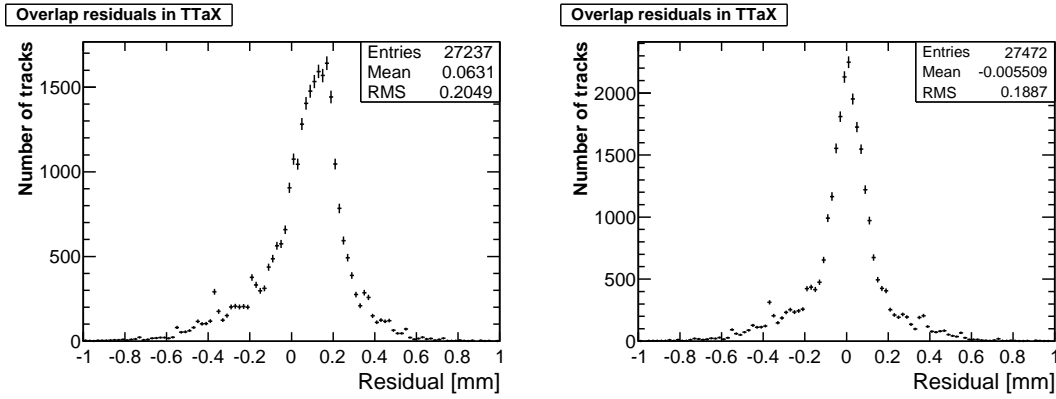 Overlap residuals in TTaX
Entries 27237
Mean 0.0631
RMS 0.2049
Number of tracks
1500
1000
500
0
-1 -0.8 -0.6 -0.4 -0.2 0 0.2 0.4 0.6 0.8 1
Residual [mm]
Overlap residuals in TTaX
Entries 27472
Mean -0.005509
RMS 0.1887
Number of tracks
2000
1500
1000
500
0
-1 -0.8 -0.6 -0.4 -0.2 0 0.2 0.4 0.6 0.8 1
Residual [mm]